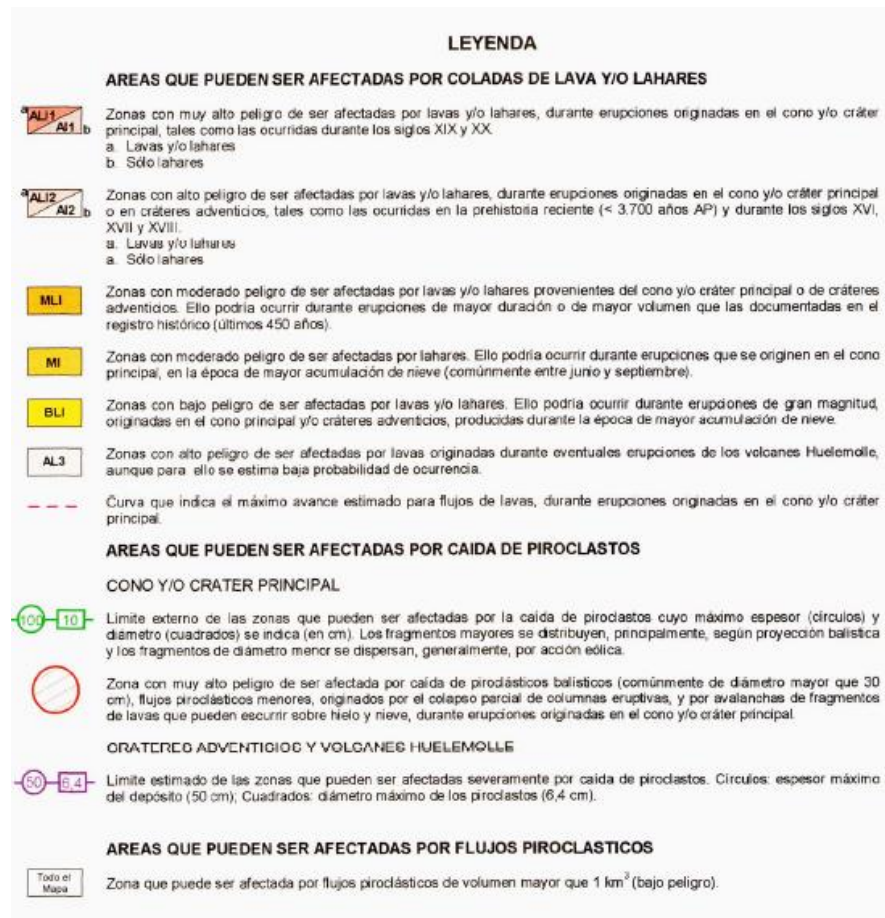 LEYENDA
AREAS QUE PUEDEN SER AFECTADAS POR COLADAS DE LAVA Y/O LAHARES
a ALI1 Al1 b
Zonas con muy alto peligro de ser afectadas por lavas y/o lahares, durante erupciones originadas en el cono y/o cráter
principal, tales como las ocurridas durante los siglos XIX y XX.
a. Lavas y/o lahares
b. Sólo lahares
a ALI2 Al2 b
Zonas con alto peligro de ser afectadas por lavas y/o lahares, durante erupciones originadas en el cono y/o cráter principal
o en cráteres adventicios, tales como las ocurridas en la prehistoria reciente (< 3.700 años AP) y durante los siglos XVI,
XVII y XVIII.
a. Lavas y/o lahares
a. Sólo lahares
MLI
Zonas con moderado peligro de ser afectadas por lavas y/o lahares provenientes del cono y/o cráter principal o de cráteres
adventicios. Ello podría ocurrir durante erupciones de mayor duración o de mayor volumen que las documentadas en el
registro histórico (últimos 450 años).
MI
Zonas con moderado peligro de ser afectadas por lahares. Ello podría ocurrir durante erupciones que se originen en el cono
principal, en la época de mayor acumulación de nieve (comúnmente entre junio y septiembre).
BLI
Zonas con bajo peligro de ser afectadas por lavas y/o lahares. Ello podría ocurrir durante erupciones de gran magnitud,
originadas en el cono principal y/o cráteres adventicios, producidas durante la época de mayor acumulación de nieve.
AL3
Zonas con alto peligro de ser afectadas por lavas originadas durante eventuales erupciones de los volcanes Huelemolle,
aunque para ello se estima baja probabilidad de ocurrencia.
Curva que indica el máximo avance estimado para flujos de lavas, durante erupciones originadas en el cono y/o cráter
principal.
AREAS QUE PUEDEN SER AFECTADAS POR CAIDA DE PIROCLASTOS
CONO Y/O CRATER PRINCIPAL
100 10
Limite externo de las zonas que pueden ser afectadas por la caída de piroclastos cuyo máximo espesor (círculos) y
diámetro (cuadrados) se indica (en cm). Los fragmentos mayores se distribuyen, principalmente, según proyección balística
y los fragmentos de diámetro menor se dispersan, generalmente, por acción eólica.
Zona con muy alto peligro de ser afectada por caída de piroclásticos balísticos (comúnmente de diámetro mayor que 30
cm), flujos piroclásticos menores, originados por el colapso parcial de columnas eruptivas, y por avalanchas de fragmentos
de lavas que pueden escurrir sobre hielo y nieve, durante erupciones originadas en el cono y/o cráter principal.
CRATERES ADVENTICIOS Y VOLCANES HUELEMOLLE
50 6,4
Limite estimado de las zonas que pueden ser afectadas severamente por caída de piroclastos. Círculos: espesor máximo
del depósito (50 cm); Cuadrados: diámetro máximo de los piroclastos (6,4 cm).
AREAS QUE PUEDEN SER AFECTADAS POR FLUJOS PIROCLASTICOS
Todo el
Mapa
Zona que puede ser afectada por flujos piroclásticos de volumen mayor que 1 km³ (bajo peligro).